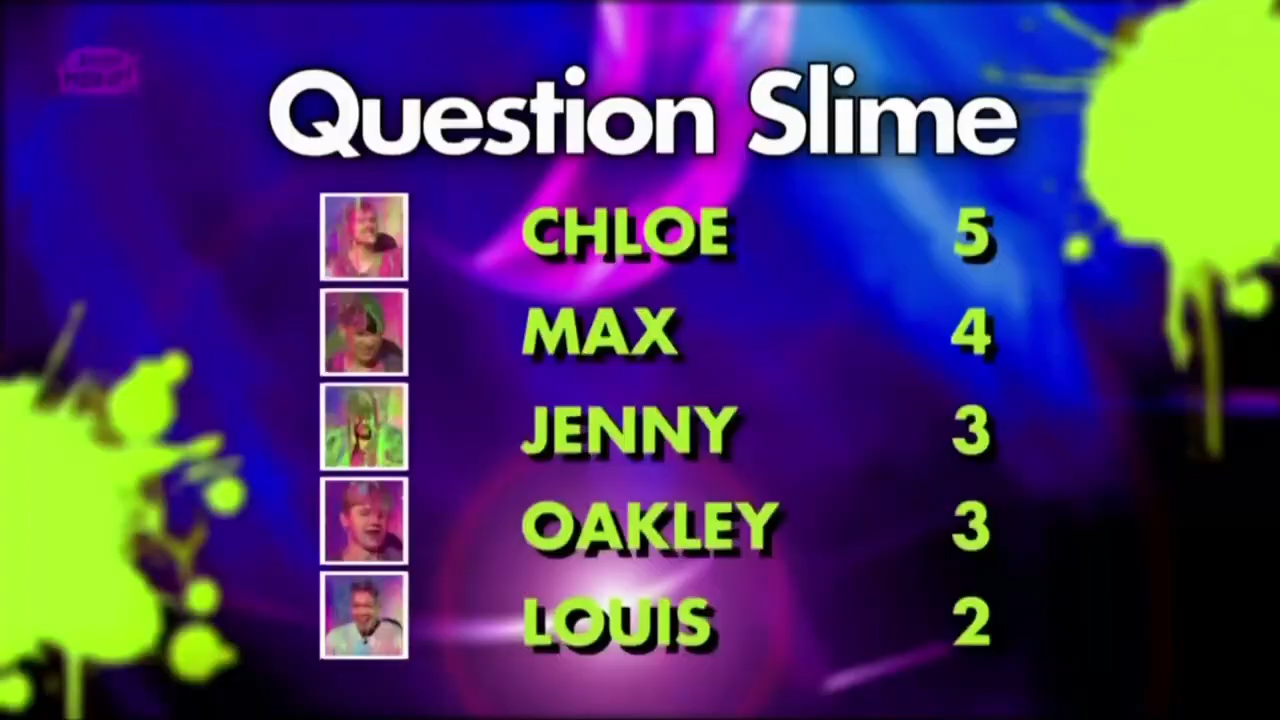 Question Slime
CHLOE 5
MAX 4
JENNY 3
OAKLEY 3
LOUIS 2